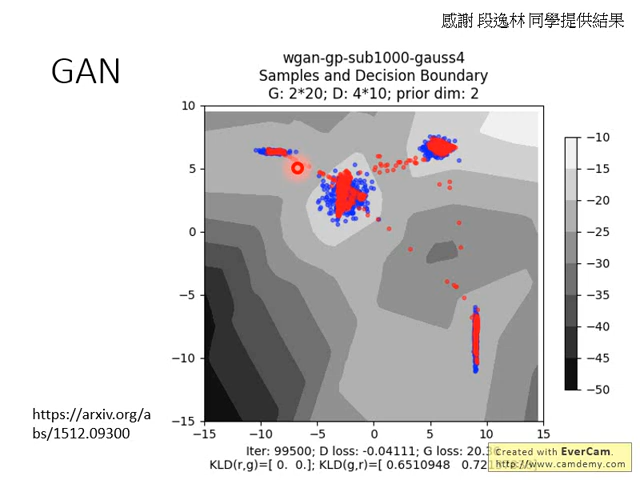 感謝 段逸林 同學提供結果
GAN
wgan-gp-sub1000-gauss4
Samples and Decision Boundary
G: 2*20; D: 4*10; prior dim: 2
10
5
0
−5
−10
−15
−15 −10 −5 0 5 10 15
−10
−15
−20
−25
−30
−35
−40
−45
−50
https://arxiv.org/a
bs/1512.09300
Iter: 99500; D loss: -0.04111; G loss: 20.3
KLD(r,g)=[ 0. 0.]; KLD(g,r)=[ 0.6510948 0.72
Created with EverCam.
http://www.camdemy.com